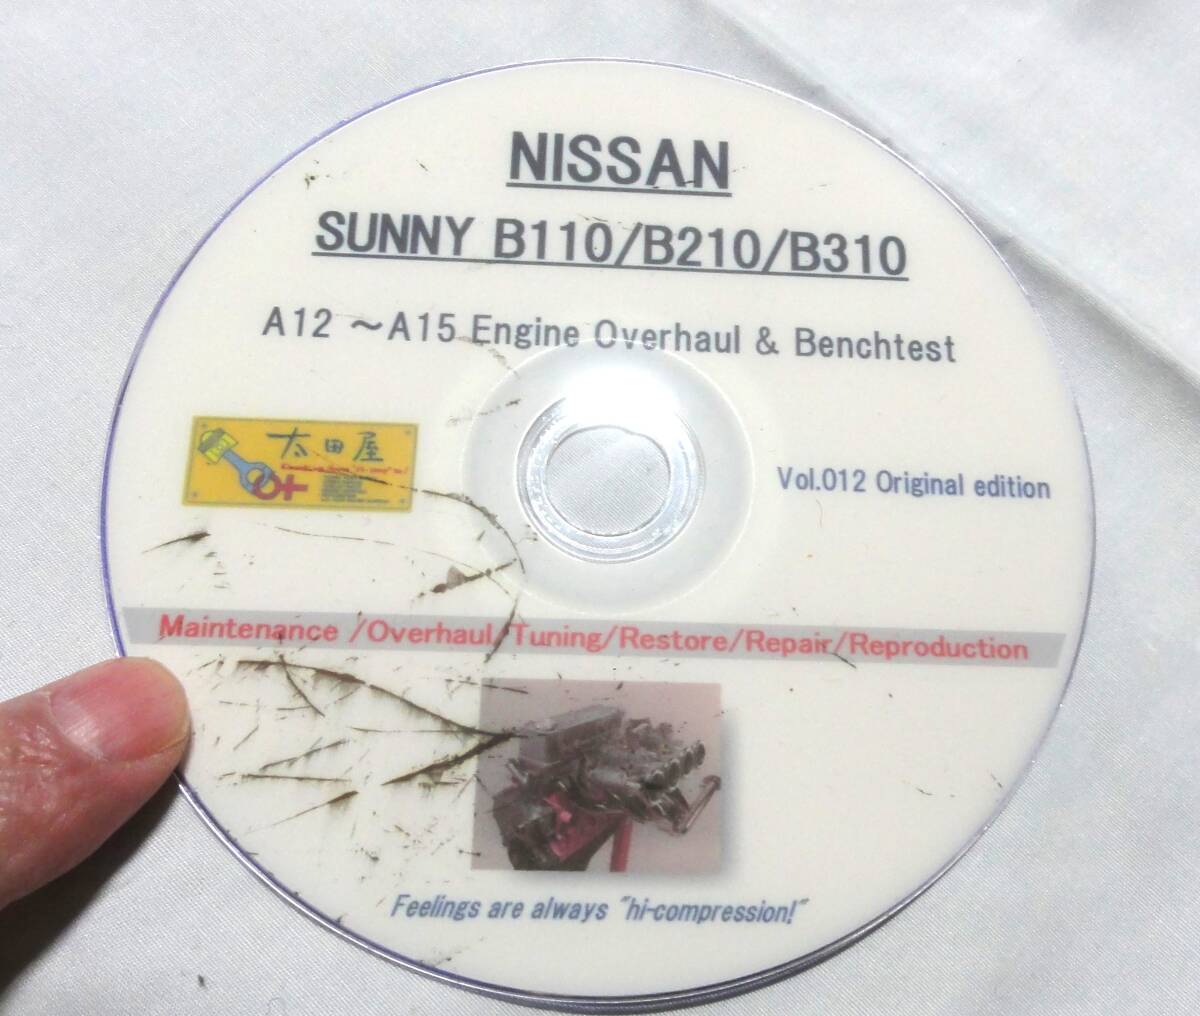 NISSAN
SUNNY B110/B210/B310
A12 ～A15 Engine Overhaul & Benchtest
太田屋
Vol.012 Original edition
Maintenance /Overhaul/Tuning/Restore/Repair/Reproduction
Feelings are always "hi-compression!"